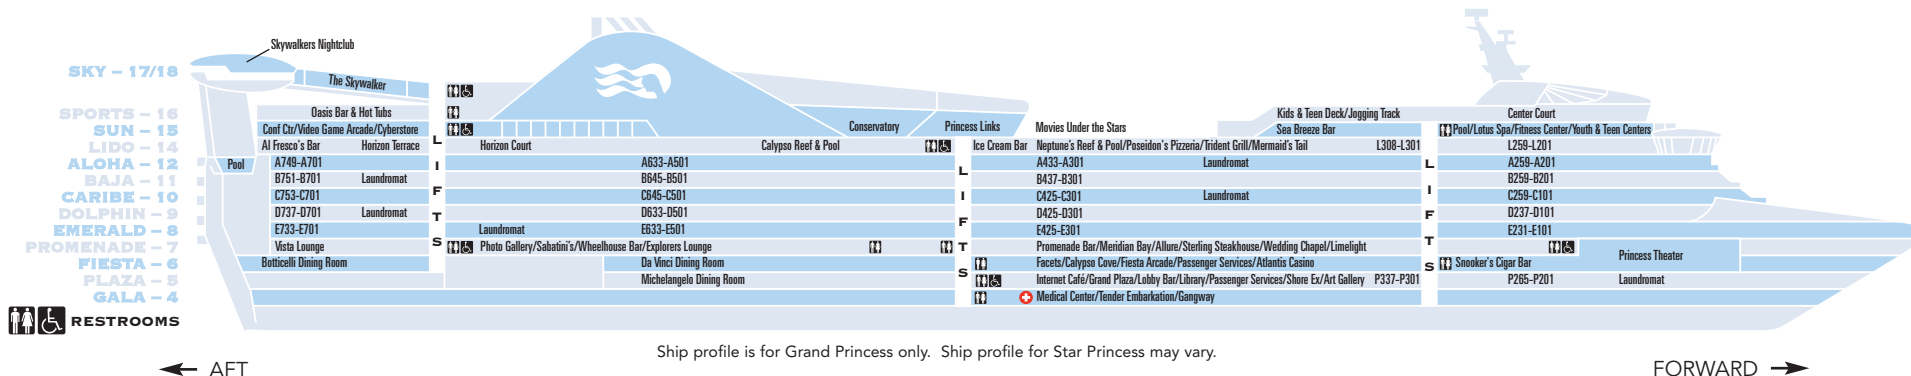 Skywalkers Nightclub
SKY – 17/18
The Skywalker
SPORTS – 16
Oasis Bar & Hot Tubs
Kids & Teen Deck/Jogging Track
Center Court
SUN – 15
Conf Ctr/Video Game Arcade/Cyberstore
Conservatory
Princess Links
Movies Under the Stars
Sea Breeze Bar
Pool/Lotus Spa/Fitness Center/Youth & Teen Centers
LIDO – 14
Al Fresco's Bar
Horizon Terrace
Horizon Court
Calypso Reef & Pool
Ice Cream Bar
Neptune's Reef & Pool/Poseidon's Pizzeria/Trident Grill/Mermaid's Tail
L308-L301
L259-L201
ALOHA – 12
Pool
A749-A701
A633-A501
A433-A301
Laundromat
A259-A201
BAJA – 11
B751-B701
Laundromat
B645-B501
B437-B301
B259-B201
CARIBE – 10
C753-C701
C645-C501
C425-C301
Laundromat
C259-C101
DOLPHIN – 9
D737-D701
Laundromat
D633-D501
D425-D301
D237-D101
EMERALD – 8
E733-E701
Laundromat
E633-E501
E425-E301
E231-E101
PROMENADE – 7
Vista Lounge
Photo Gallery/Sabatini's/Wheelhouse Bar/Explorers Lounge
Promenade Bar/Meridian Bay/Allure/Sterling Steakhouse/Wedding Chapel/Limelight
Princess Theater
FIESTA – 6
Botticelli Dining Room
Da Vinci Dining Room
Facets/Calypso Cove/Fiesta Arcade/Passenger Services/Atlantis Casino
Snooker's Cigar Bar
PLAZA – 5
Michelangelo Dining Room
Internet Café/Grand Plaza/Lobby Bar/Library/Passenger Services/Shore Ex/Art Gallery
P337-P301
P265-P201
Laundromat
GALA – 4
Medical Center/Tender Embarkation/Gangway
LIFTS
LIFTS
LIFTS
RESTROOMS
Ship profile is for Grand Princess only. Ship profile for Star Princess may vary.
AFT
FORWARD